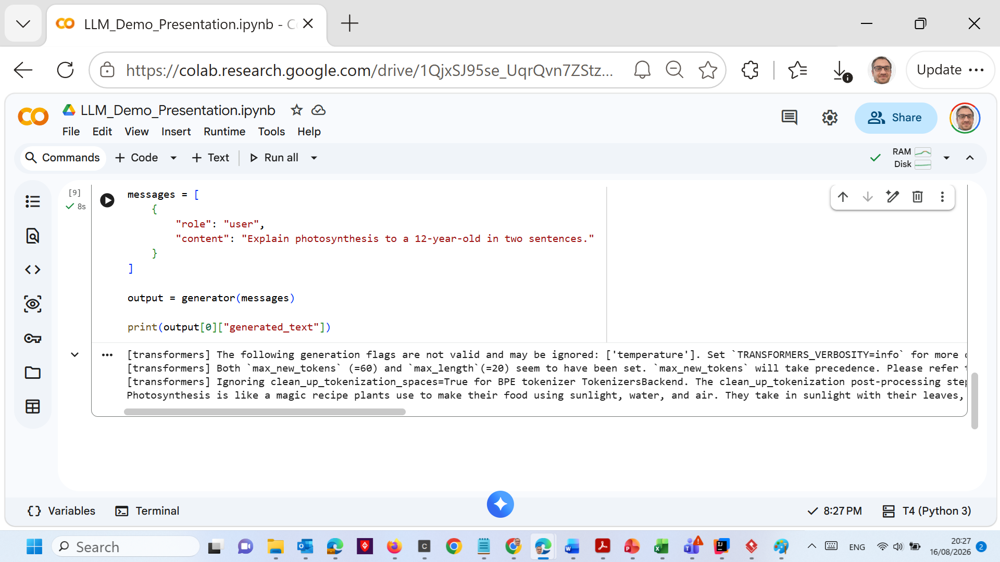 LLM_Demo_Presentation.ipynb - C
https://colab.research.google.com/drive/1QjxSJ95se_UqrQvn7ZStz...
Update
LLM_Demo_Presentation.ipynb
File Edit View Insert Runtime Tools Help
Share
Commands + Code + Text Run all
RAM
Disk
[9]
8s
messages = [
{
"role": "user",
"content": "Explain photosynthesis to a 12-year-old in two sentences."
}
]
output = generator(messages)
print(output[0]["generated_text"])
[transformers] The following generation flags are not valid and may be ignored: ['temperature']. Set `TRANSFORMERS_VERBOSITY=info` for more
[transformers] Both `max_new_tokens` (=60) and `max_length`(=20) seem to have been set. `max_new_tokens` will take precedence. Please refer
[transformers] Ignoring clean_up_tokenization_spaces=True for BPE tokenizer TokenizersBackend. The clean_up_tokenization post-processing step
Photosynthesis is like a magic recipe plants use to make their food using sunlight, water, and air. They take in sunlight with their leaves,
Variables Terminal
8:27 PM T4 (Python 3)
Search
ENG
20:27
16/08/2026
2